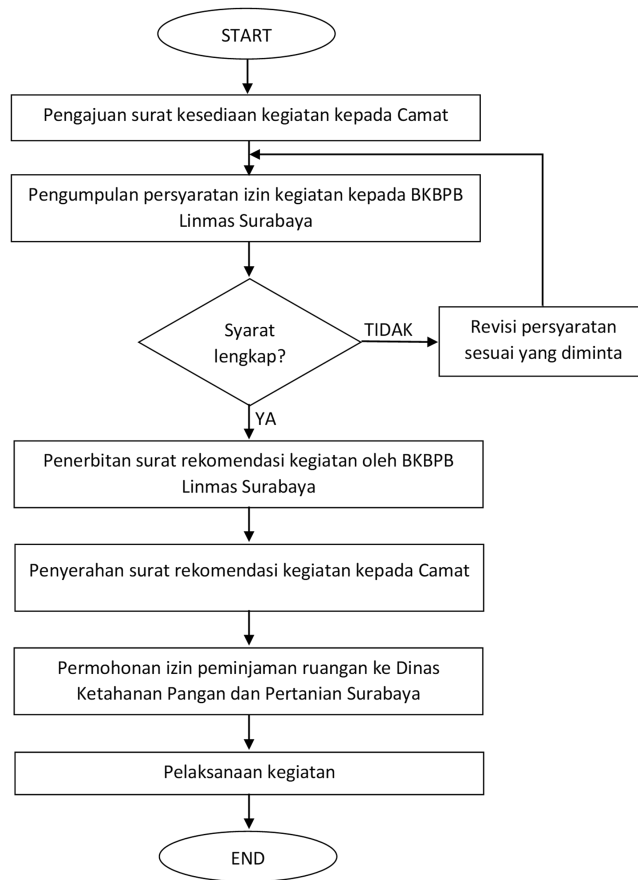 START
Pengajuan surat kesediaan kegiatan kepada Camat
Pengumpulan persyaratan izin kegiatan kepada BKBPB
Linmas Surabaya
Syarat
lengkap?
TIDAK
Revisi persyaratan
sesuai yang diminta
YA
Penerbitan surat rekomendasi kegiatan oleh BKBPB
Linmas Surabaya
Penyerahan surat rekomendasi kegiatan kepada Camat
Permohonan izin peminjaman ruangan ke Dinas
Ketahanan Pangan dan Pertanian Surabaya
Pelaksanaan kegiatan
END